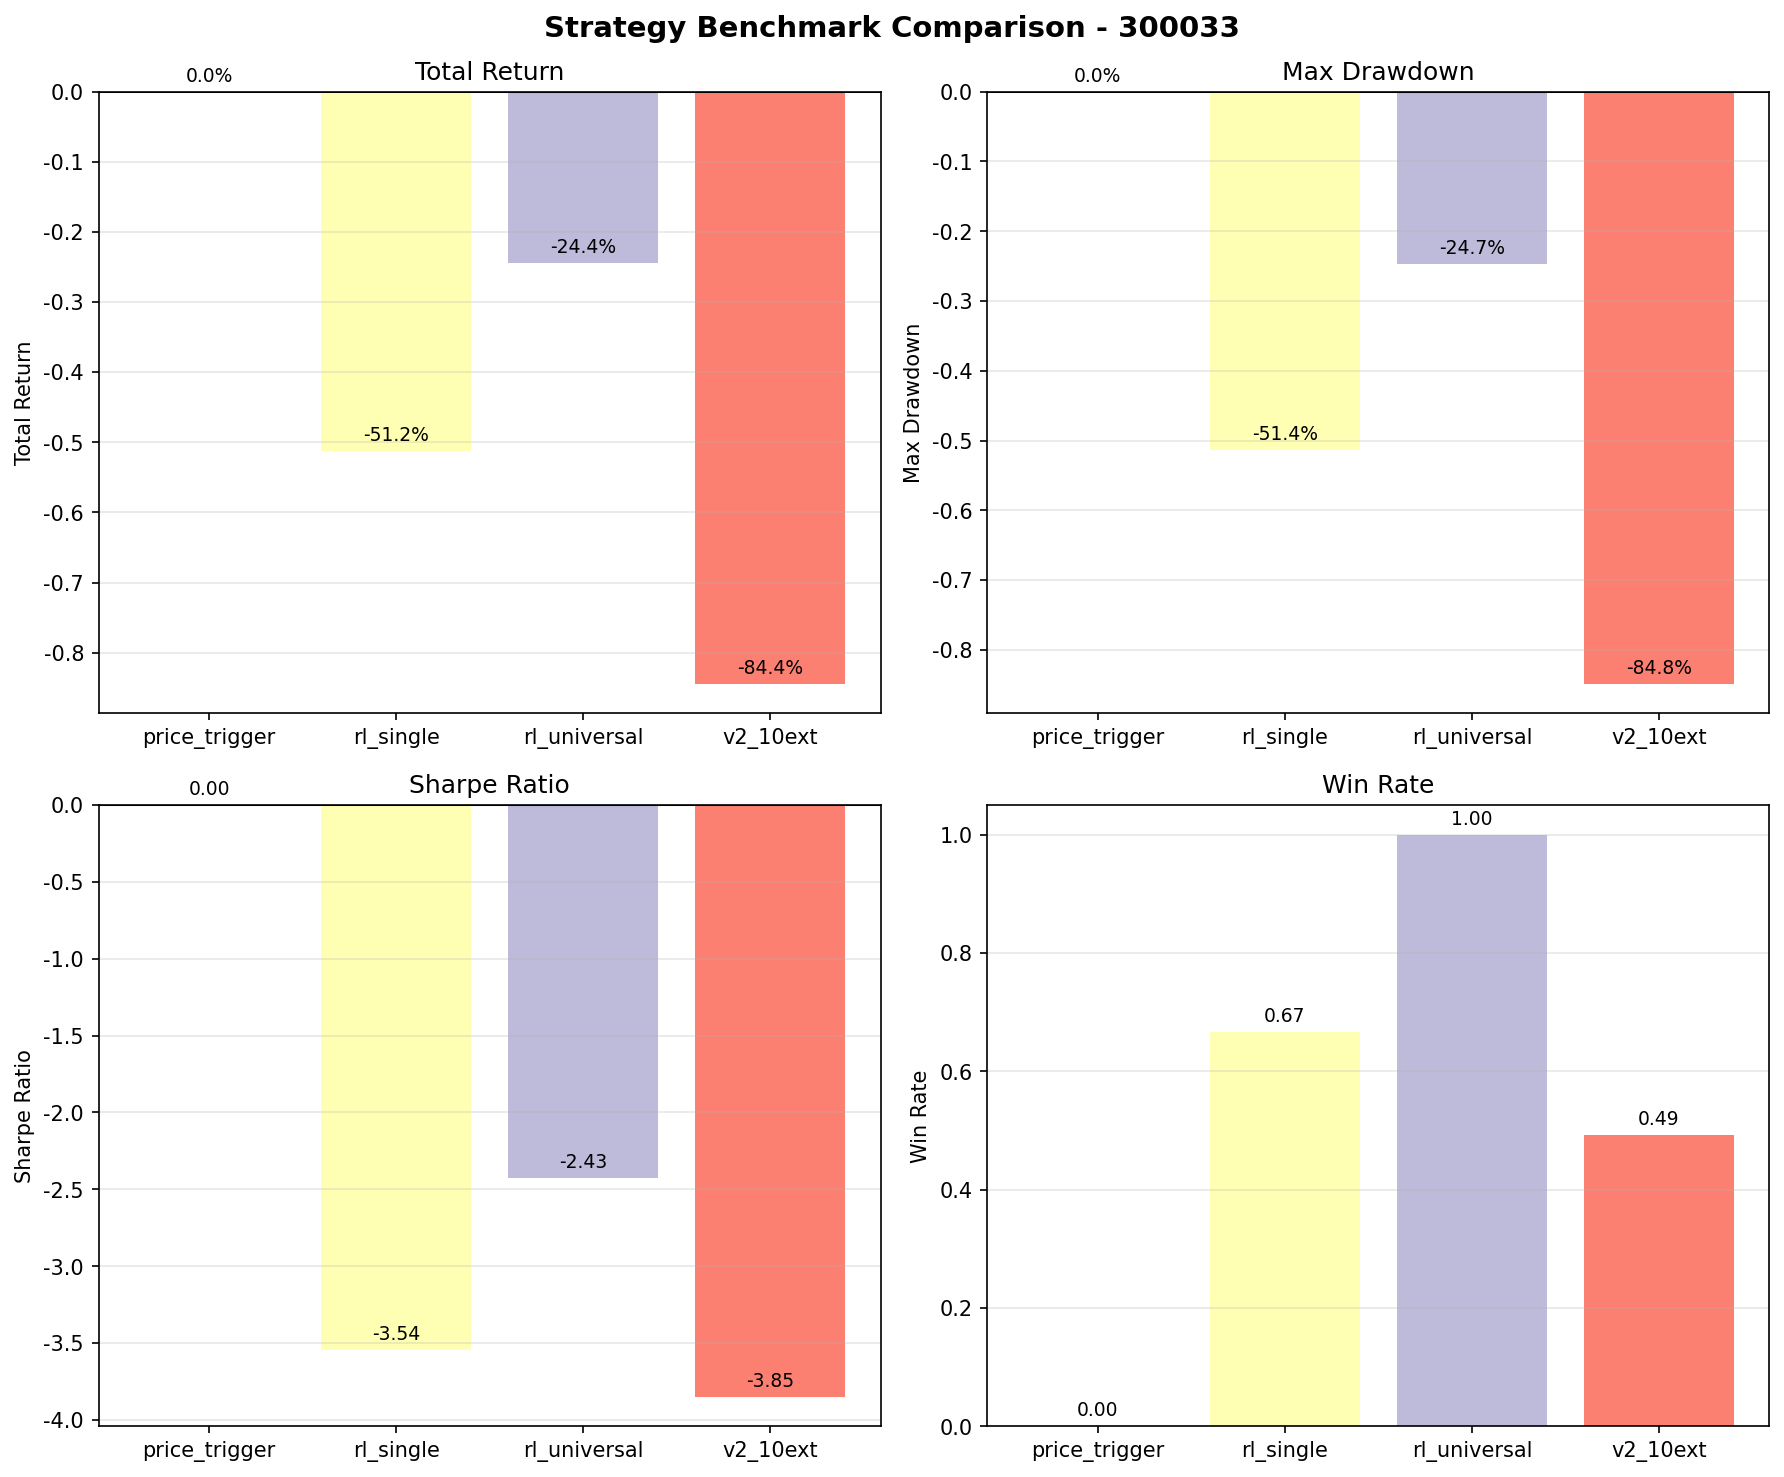 Strategy Benchmark Comparison - 300033
Total Return
0.0%
0.0
-0.1
-0.2
-0.3
-0.4
-0.5
-0.6
-0.7
-0.8
Total Return
-51.2%
-24.4%
-84.4%
price_trigger
rl_single
rl_universal
v2_10ext
Max Drawdown
0.0%
0.0
-0.1
-0.2
-0.3
-0.4
-0.5
-0.6
-0.7
-0.8
Max Drawdown
-51.4%
-24.7%
-84.8%
price_trigger
rl_single
rl_universal
v2_10ext
Sharpe Ratio
0.00
0.0
-0.5
-1.0
-1.5
-2.0
-2.5
-3.0
-3.5
-4.0
Sharpe Ratio
-3.54
-2.43
-3.85
price_trigger
rl_single
rl_universal
v2_10ext
Win Rate
1.0
0.8
0.6
0.4
0.2
0.0
Win Rate
0.00
0.67
1.00
0.49
price_trigger
rl_single
rl_universal
v2_10ext